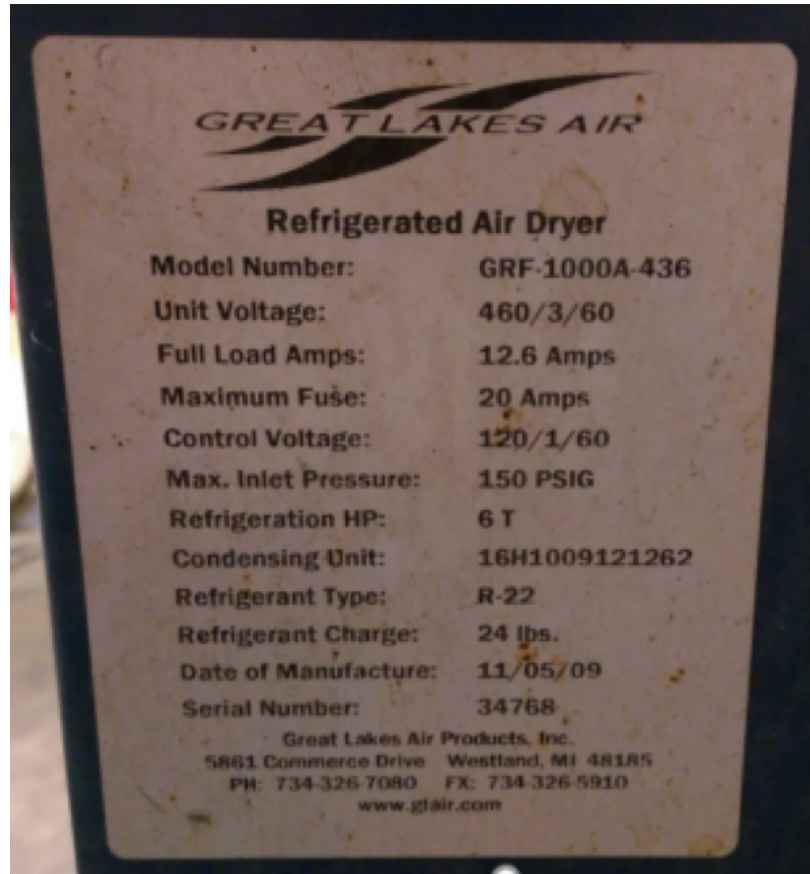 GREAT LAKES AIR
Refrigerated Air Dryer
Model Number: GRF-1000A-436
Unit Voltage: 460/3/60
Full Load Amps: 12.6 Amps
Maximum Fuse: 20 Amps
Control Voltage: 120/1/60
Max. Inlet Pressure: 150 PSIG
Refrigeration HP: 6 T
Condensing Unit: 16H1009121262
Refrigerant Type: R-22
Refrigerant Charge: 24 lbs.
Date of Manufacture: 11/05/09
Serial Number: 34768
Great Lakes Air Products, Inc.
5861 Commerce Drive Westland, MI 48185
PH: 734-326-7080 FX: 734-326-5910
www.glair.com